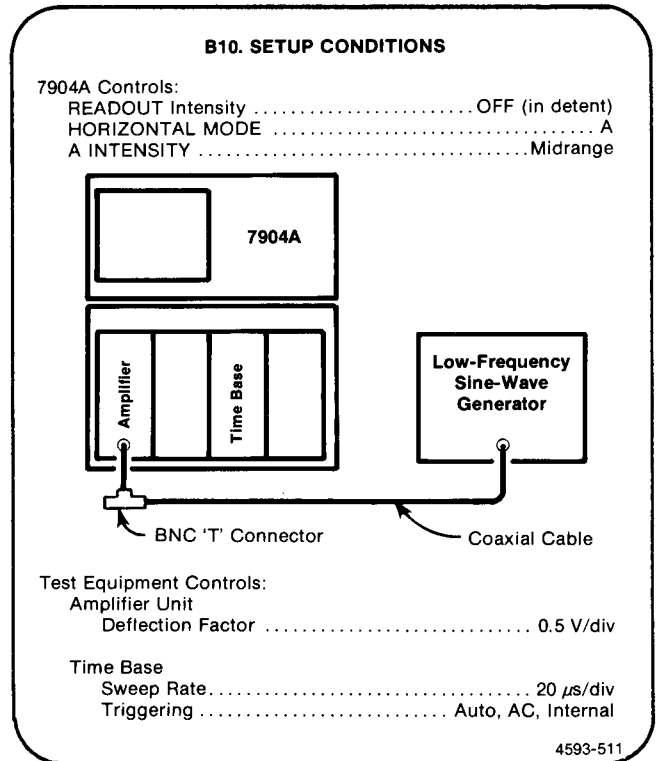 B10. SETUP CONDITIONS
7904A Controls:
READOUT Intensity ........................ OFF (in detent)
HORIZONTAL MODE .................................... A
A INTENSITY .................................. Midrange
7904A
Amplifier
Time Base
Low-Frequency
Sine-Wave
Generator
BNC 'T' Connector
Coaxial Cable
Test Equipment Controls:
Amplifier Unit
Deflection Factor ............................. 0.5 V/div
Time Base
Sweep Rate................................... 20 μs/div
Triggering ........................... Auto, AC, Internal
4593-511